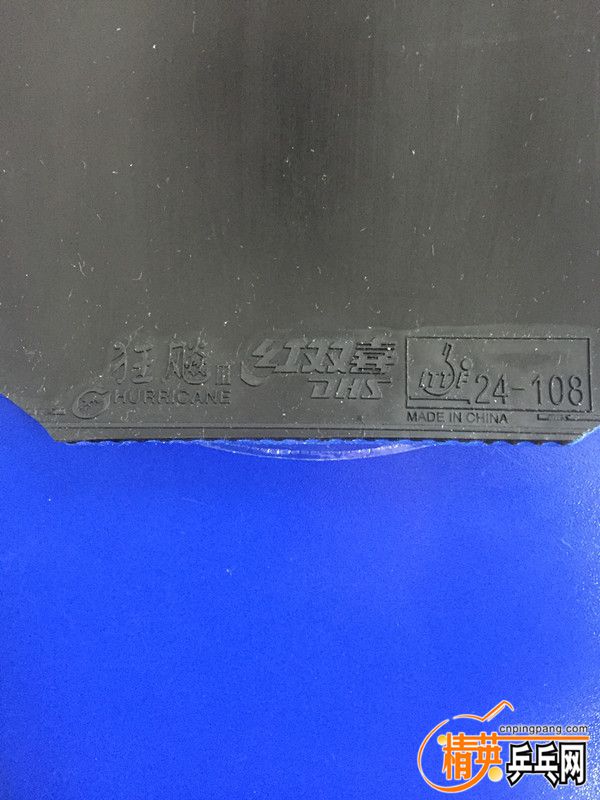 狂飚 III 红双喜 24-108
HURRICANE DHS
MADE IN CHINA
cnpingpang.com
精英乒乓网